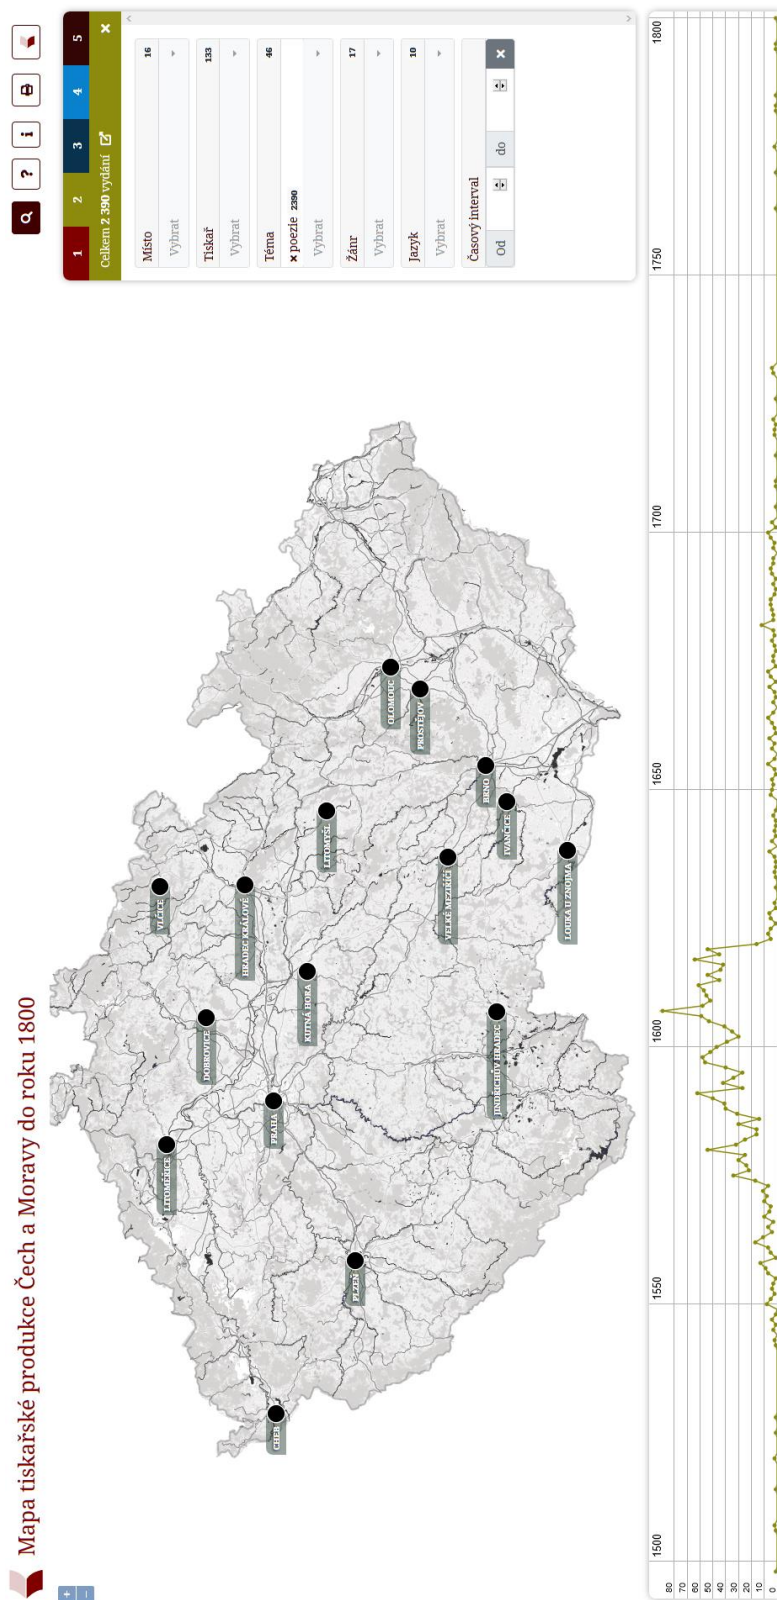 Mapa tiskařské produkce Čech a Moravy do roku 1800
?
i
+
−
1 2 3 4 5
Celkem 2 390 vydání ×
Místo 16
Vybrat
Tiskař 133
Vybrat
Téma 46
× poezie 2390
Vybrat
Žánr 17
Vybrat
Jazyk 10
Vybrat
Časový interval
Od do ×
LITOMĚŘICE
VLČICE
DOBROVICE
HRADEC KRÁLOVÉ
CHEB
PRAHA
KUTNÁ HORA
LITOMYŠL
PLZEŇ
OLOMOUC
PROSTĚJOV
VELKÉ MEZIŘÍČÍ
BRNO
JINDŘICHŮV HRADEC
IVANČICE
LOUKA U ZNOJMA
1500 1550 1600 1650 1700 1750 1800
80
70
60
50
40
30
20
10
0